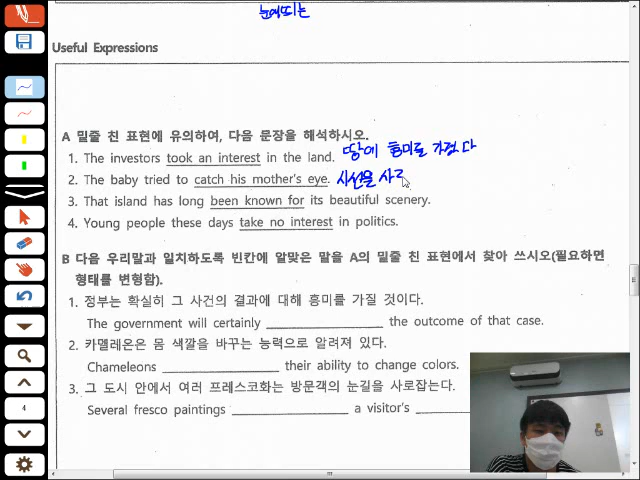 눈에 띄는
Useful Expressions
A 밑줄 친 표현에 유의하여, 다음 문장을 해석하시오.
1. The investors took an interest in the land. 땅에 흥미를 가졌다
2. The baby tried to catch his mother's eye. 시선을 사로
3. That island has long been known for its beautiful scenery.
4. Young people these days take no interest in politics.
B 다음 우리말과 일치하도록 빈칸에 알맞은 말을 A의 밑줄 친 표현에서 찾아 쓰시오(필요하면
형태를 변형함).
1. 정부는 확실히 그 사건의 결과에 대해 흥미를 가질 것이다.
The government will certainly ________________ the outcome of that case.
2. 카멜레온은 몸 색깔을 바꾸는 능력으로 알려져 있다.
Chameleons ________________ their ability to change colors.
3. 그 도시 안에서 여러 프레스코화는 방문객의 눈길을 사로잡는다.
Several fresco paintings ________________ a visitor's ________
4